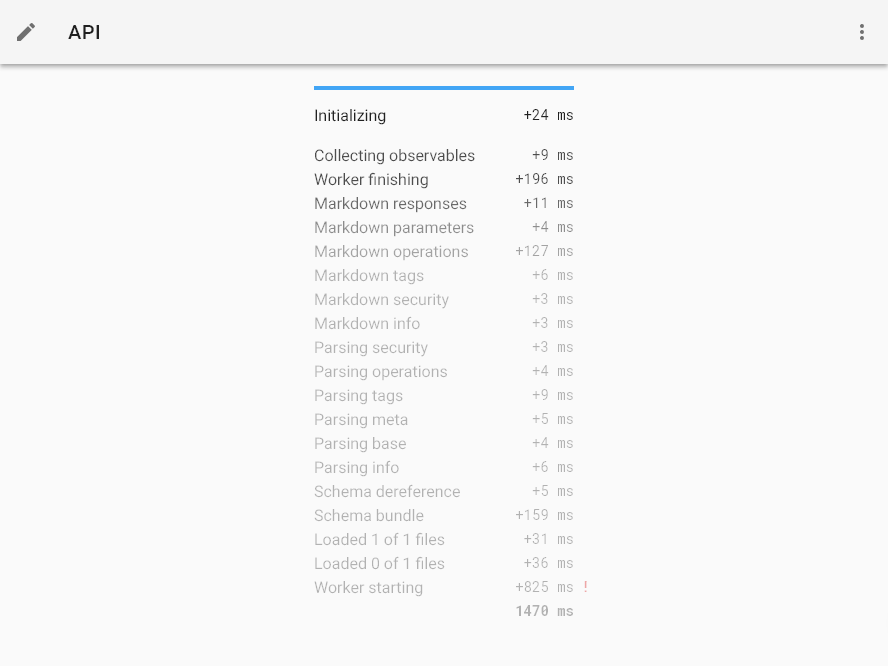 API
Initializing +24 ms
Collecting observables +9 ms
Worker finishing +196 ms
Markdown responses +11 ms
Markdown parameters +4 ms
Markdown operations +127 ms
Markdown tags +6 ms
Markdown security +3 ms
Markdown info +3 ms
Parsing security +3 ms
Parsing operations +4 ms
Parsing tags +9 ms
Parsing meta +5 ms
Parsing base +4 ms
Parsing info +6 ms
Schema dereference +5 ms
Schema bundle +159 ms
Loaded 1 of 1 files +31 ms
Loaded 0 of 1 files +36 ms
Worker starting +825 ms !
1470 ms